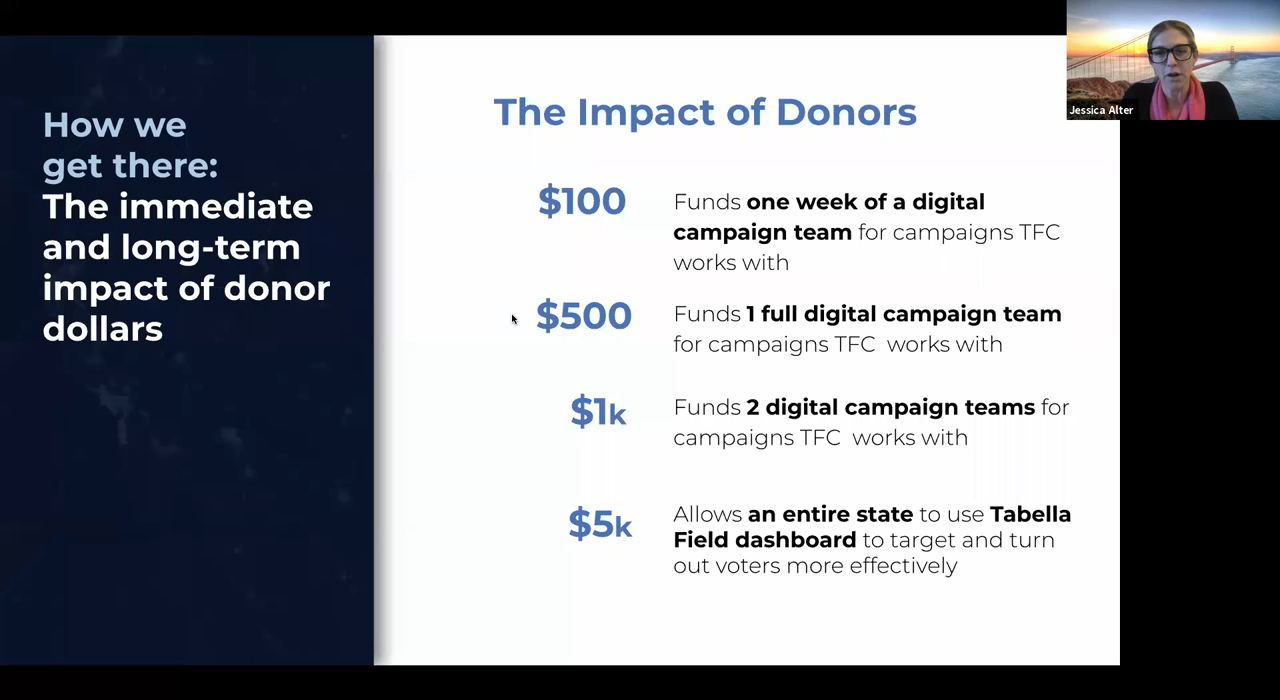 How we
get there:
The immediate
and long-term
impact of donor
dollars
The Impact of Donors
$100
Funds one week of a digital
campaign team for campaigns TFC
works with
$500
Funds 1 full digital campaign team
for campaigns TFC works with
$1k
Funds 2 digital campaign teams for
campaigns TFC works with
$5k
Allows an entire state to use Tabella
Field dashboard to target and turn
out voters more effectively
Jessica Alter